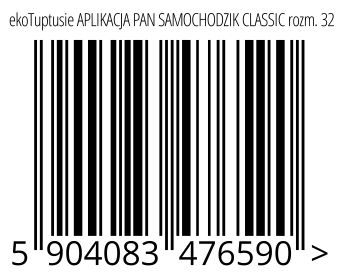 ekoTuptusie APLIKACJA PAN SAMOCHODZIK CLASSIC rozm. 32
5 904083 476590 >